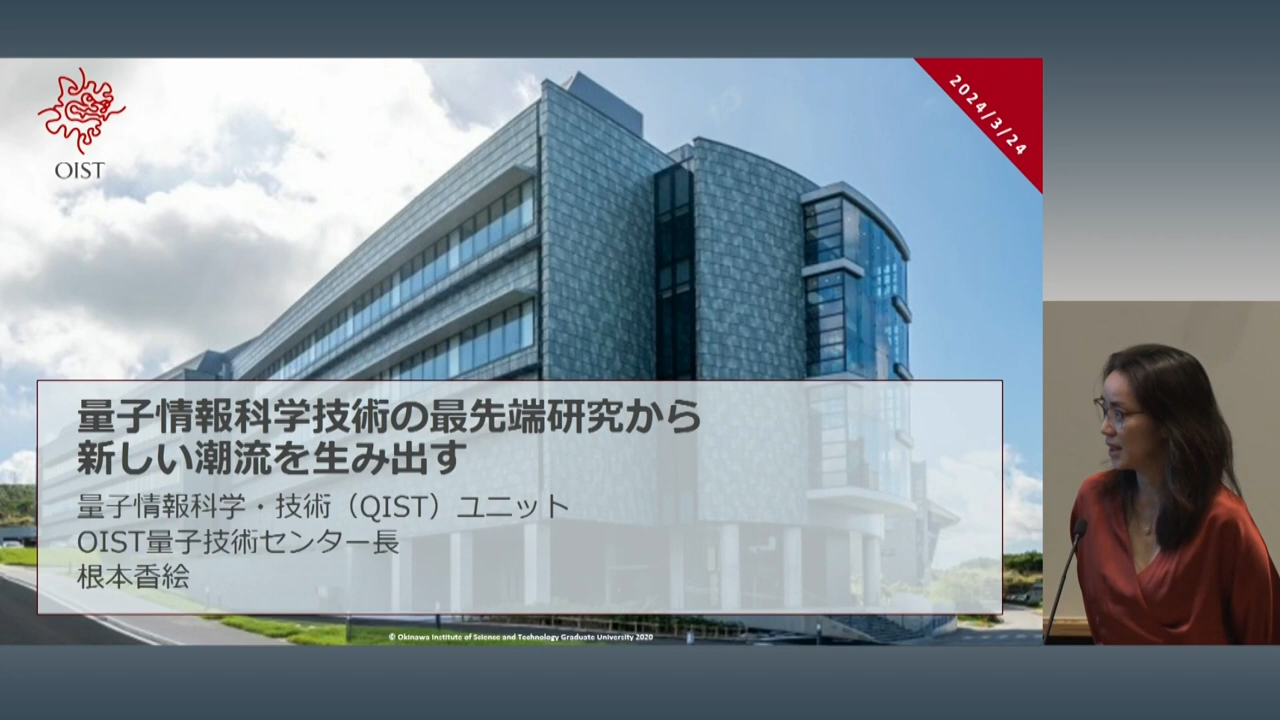 OIST
2024/3/24
量子情報科学技術の最先端研究から
新しい潮流を生み出す
量子情報科学・技術（QIST）ユニット
OIST量子技術センター長
根本香絵
© Okinawa Institute of Science and Technology Graduate University 2020